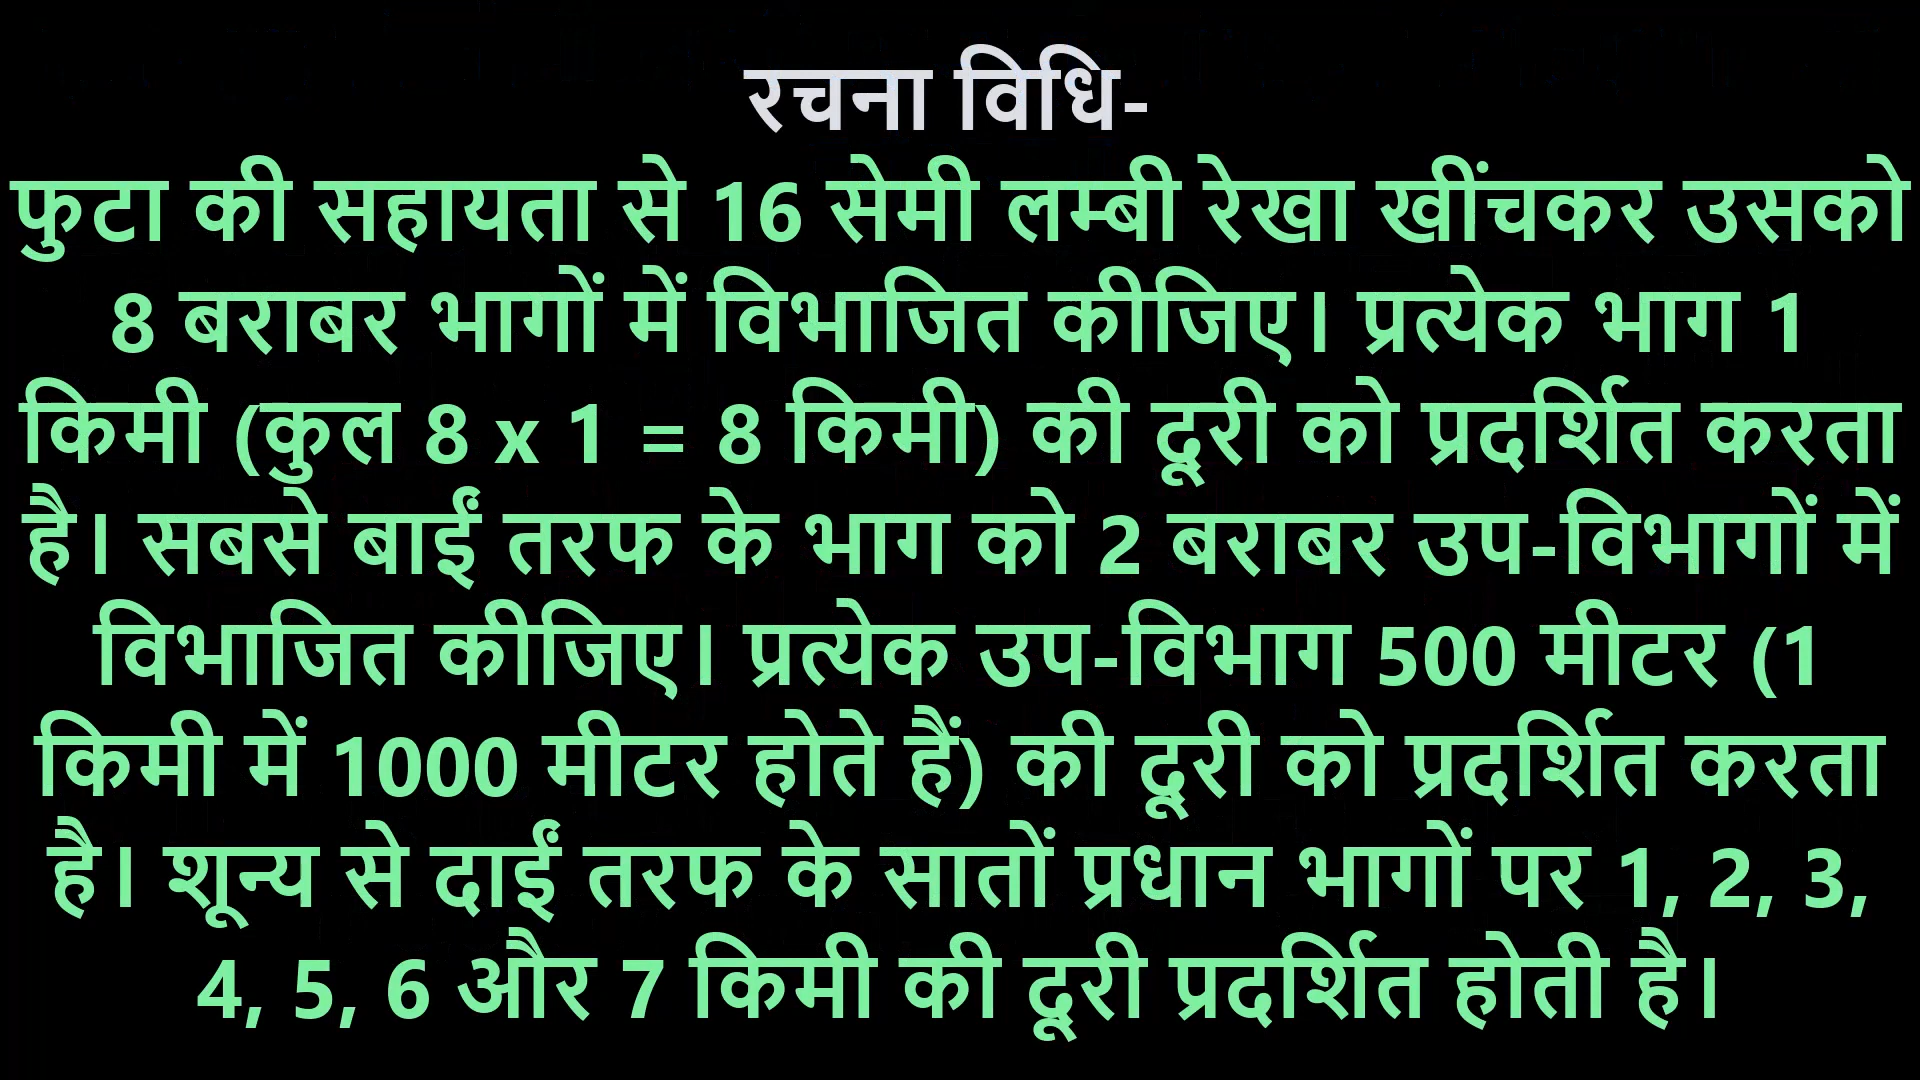 रचना विधि-
फुटा की सहायता से 16 सेमी लम्बी रेखा खींचकर उसको
8 बराबर भागों में विभाजित कीजिए। प्रत्येक भाग 1
किमी (कुल 8 x 1 = 8 किमी) की दूरी को प्रदर्शित करता
है। सबसे बाईं तरफ के भाग को 2 बराबर उप-विभागों में
विभाजित कीजिए। प्रत्येक उप-विभाग 500 मीटर (1
किमी में 1000 मीटर होते हैं) की दूरी को प्रदर्शित करता
है। शून्य से दाईं तरफ के सातों प्रधान भागों पर 1, 2, 3,
4, 5, 6 और 7 किमी की दूरी प्रदर्शित होती है।